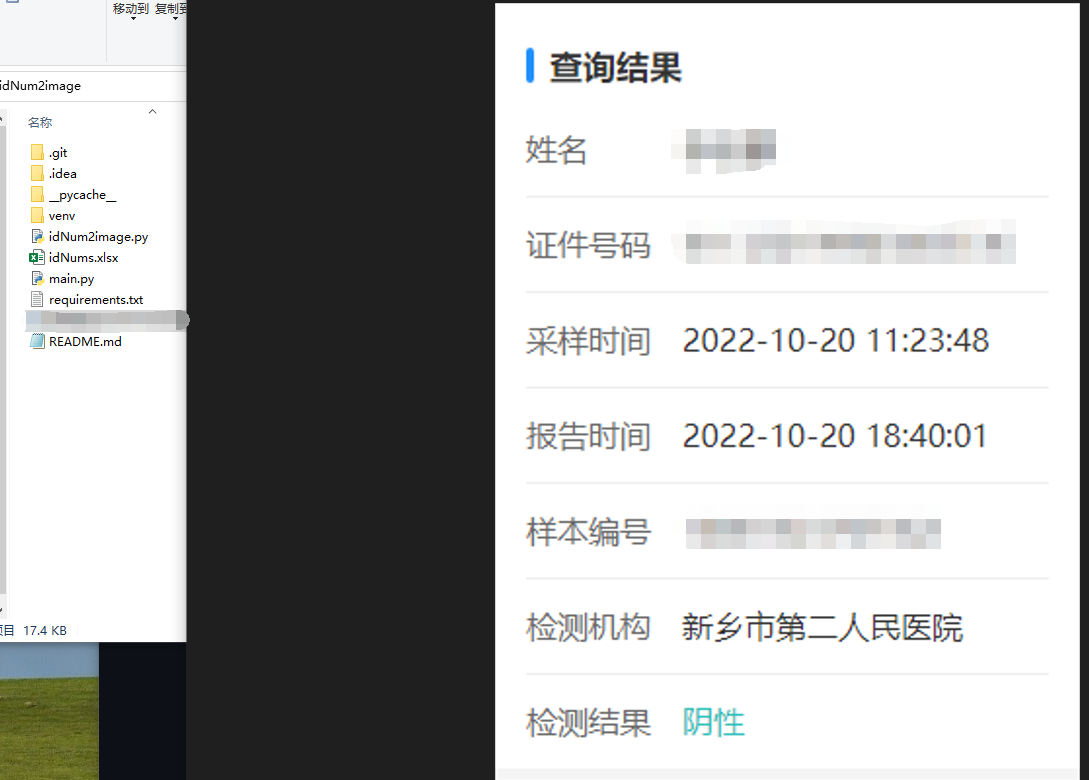 移动到 复制到
idNum2image
名称
.git
.idea
__pycache__
venv
idNum2image.py
idNums.xlsx
main.py
requirements.txt
README.md
项目 17.4 KB
查询结果
姓名
证件号码
采样时间 2022-10-20 11:23:48
报告时间 2022-10-20 18:40:01
样本编号
检测机构 新乡市第二人民医院
检测结果 阴性